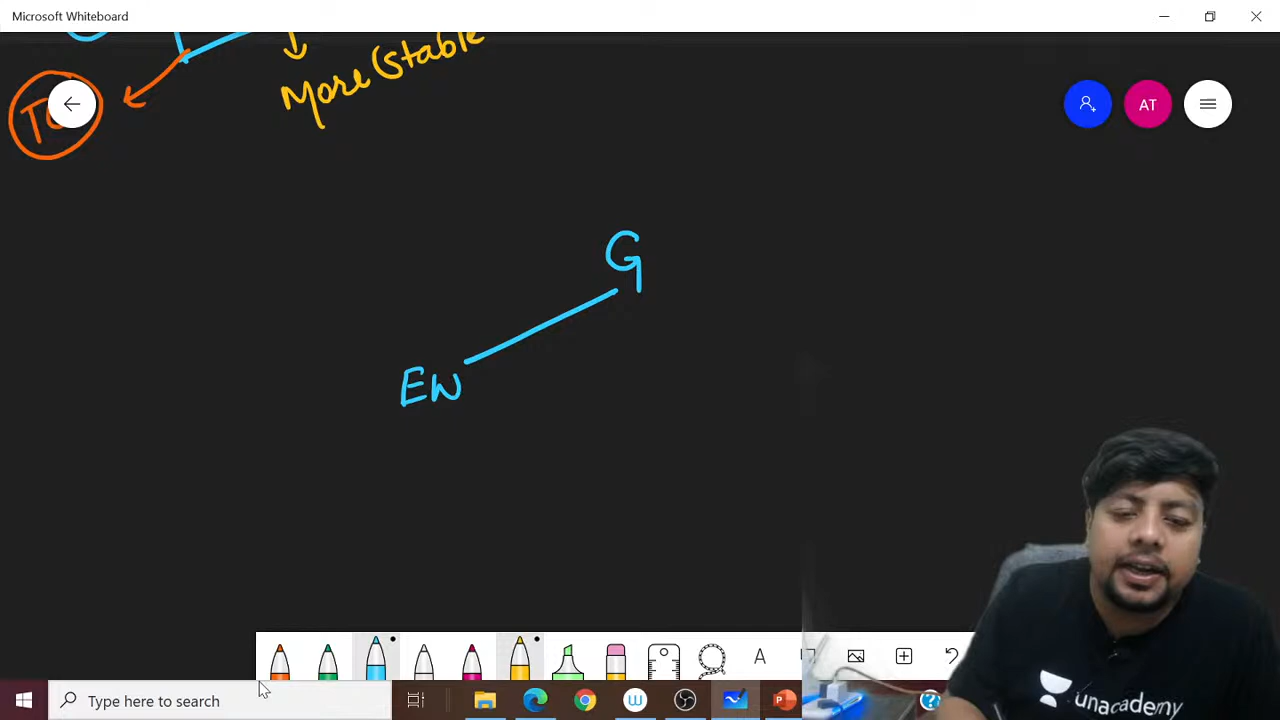 Microsoft Whiteboard
More (stable
AT
G
EW
A
Type here to search
unacademy